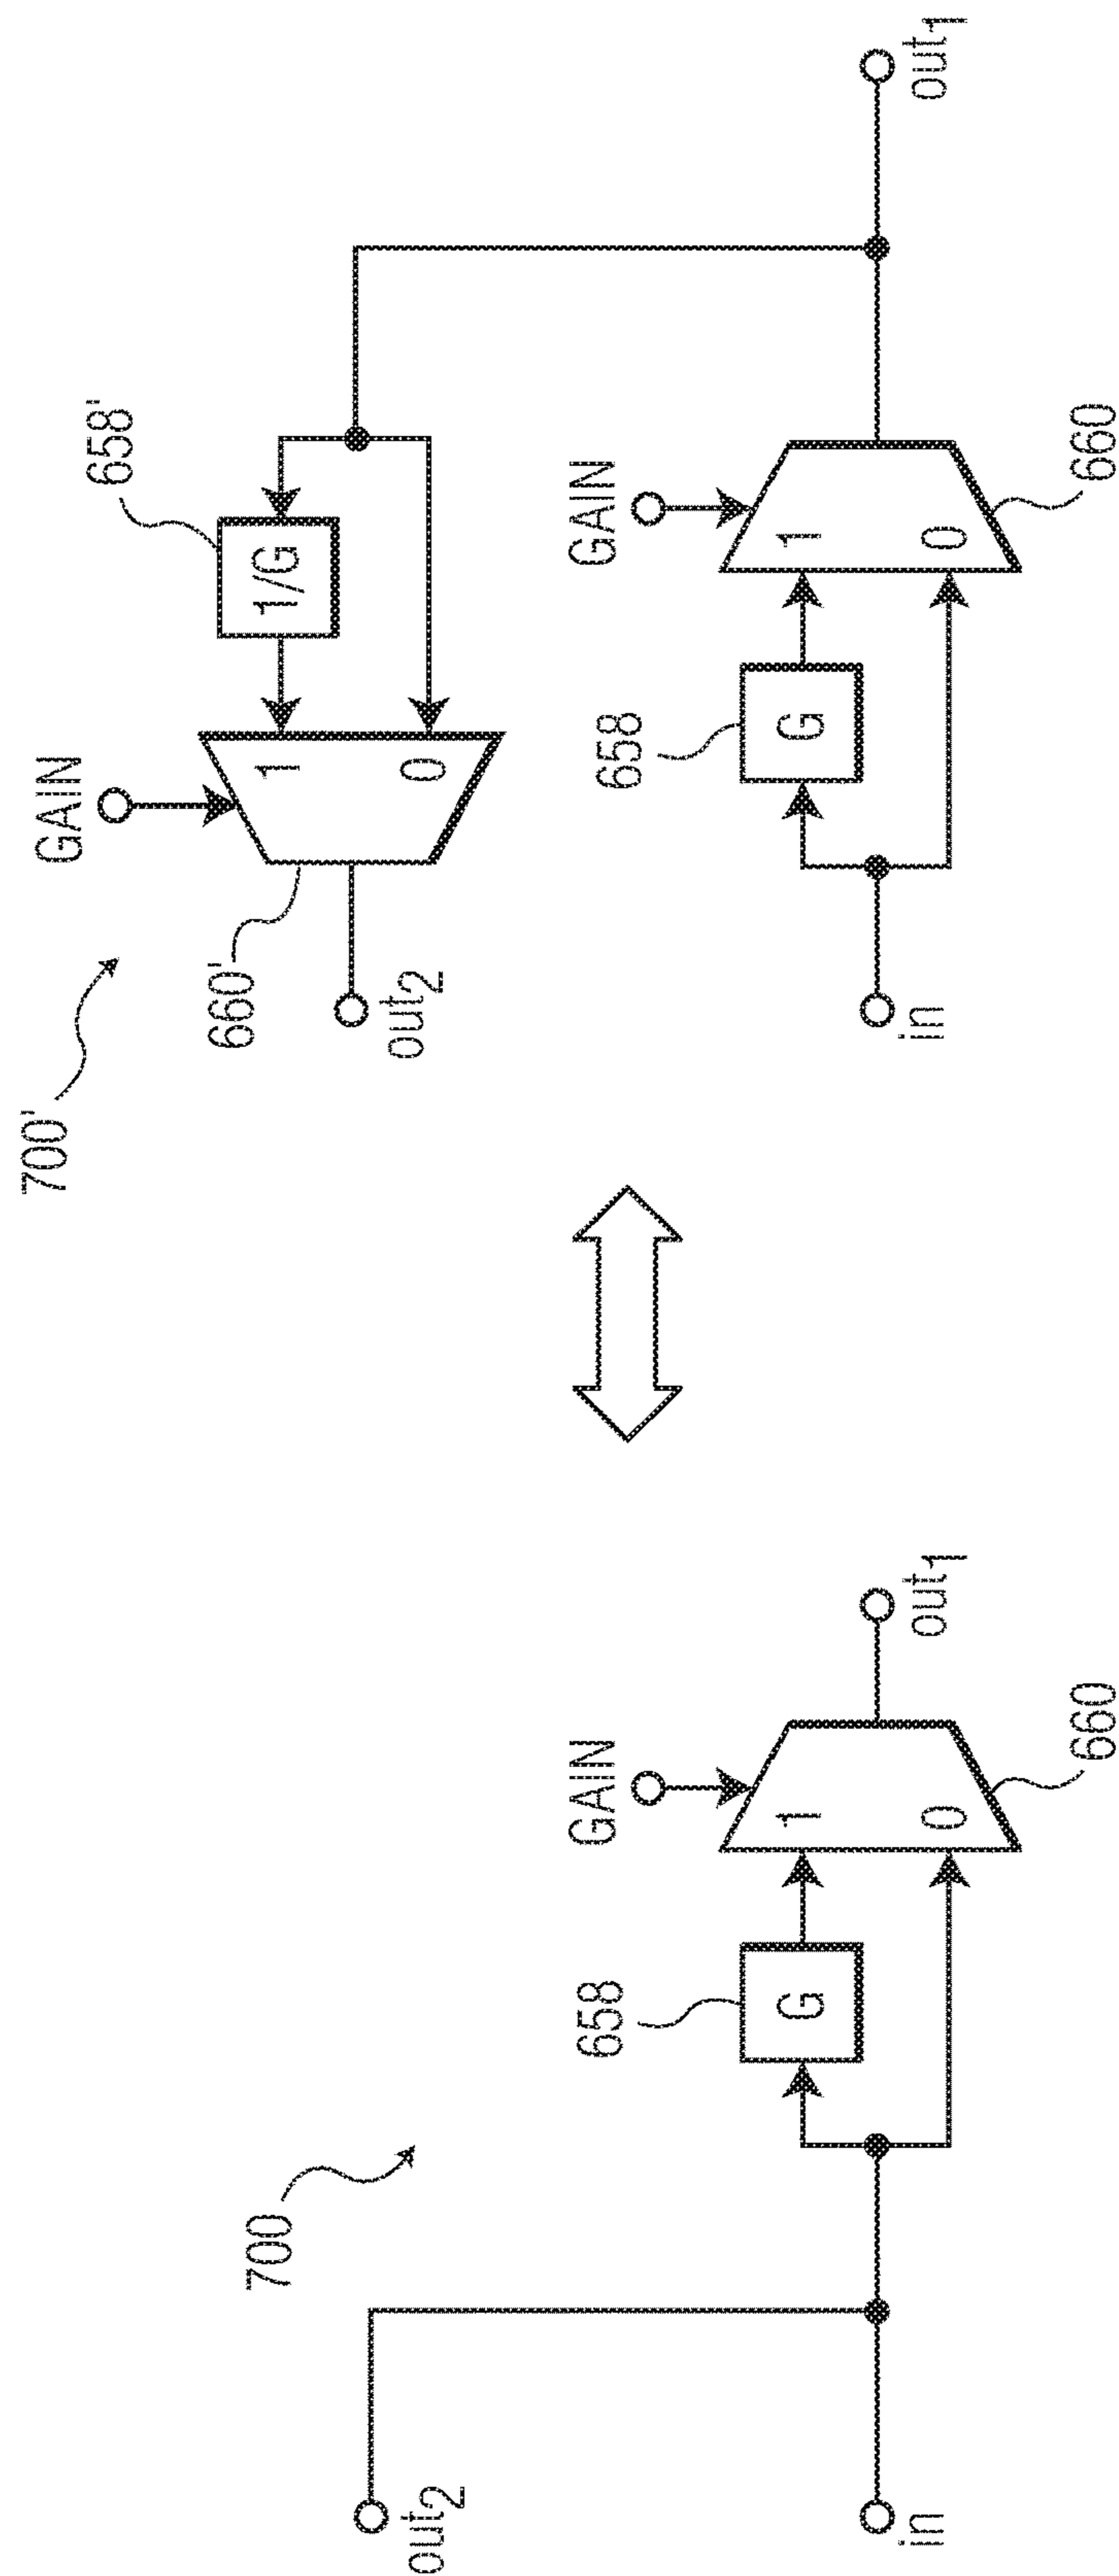 700
out2
in
658
G
GAIN
1
0
660
out1
700'
GAIN
660'
1
0
1/G
658'
out2
in
658
G
GAIN
1
0
660
out1